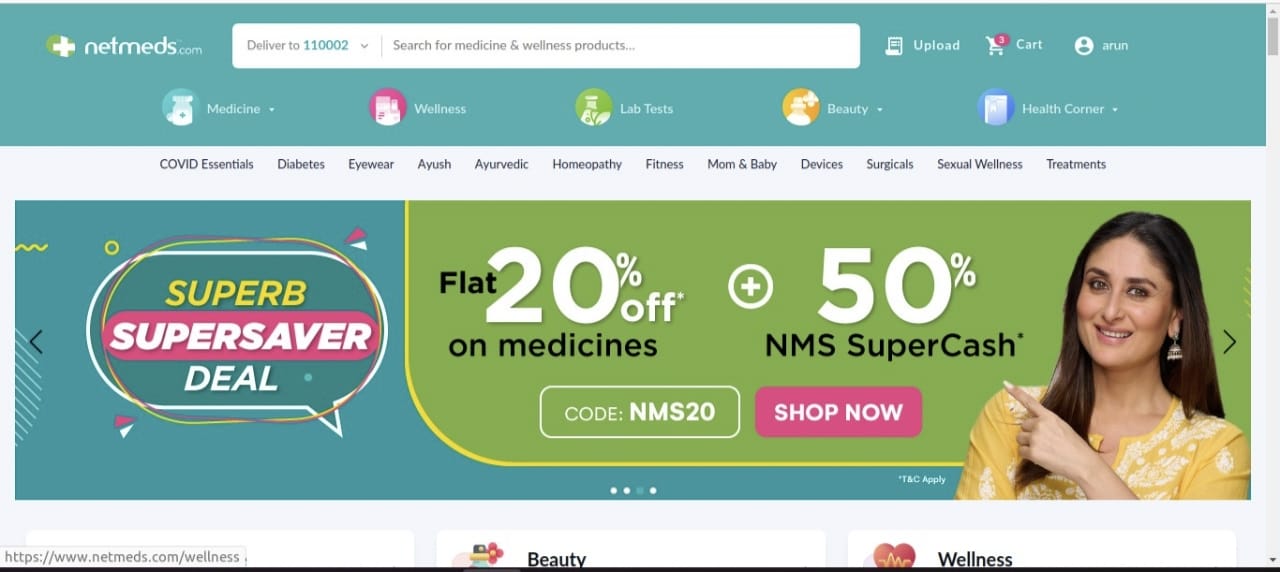 netmeds.com
Deliver to 110002
Search for medicine & wellness products...
Upload
3
Cart
arun
Medicine
Wellness
Lab Tests
Beauty
Health Corner
COVID Essentials Diabetes Eyewear Ayush Ayurvedic Homeopathy Fitness Mom & Baby Devices Surgicals Sexual Wellness Treatments
SUPERB
SUPERSAVER
DEAL
Flat 20% off*
on medicines
50%
NMS SuperCash*
CODE: NMS20
SHOP NOW
*T&C Apply
https://www.netmeds.com/wellness
Beauty
Wellness